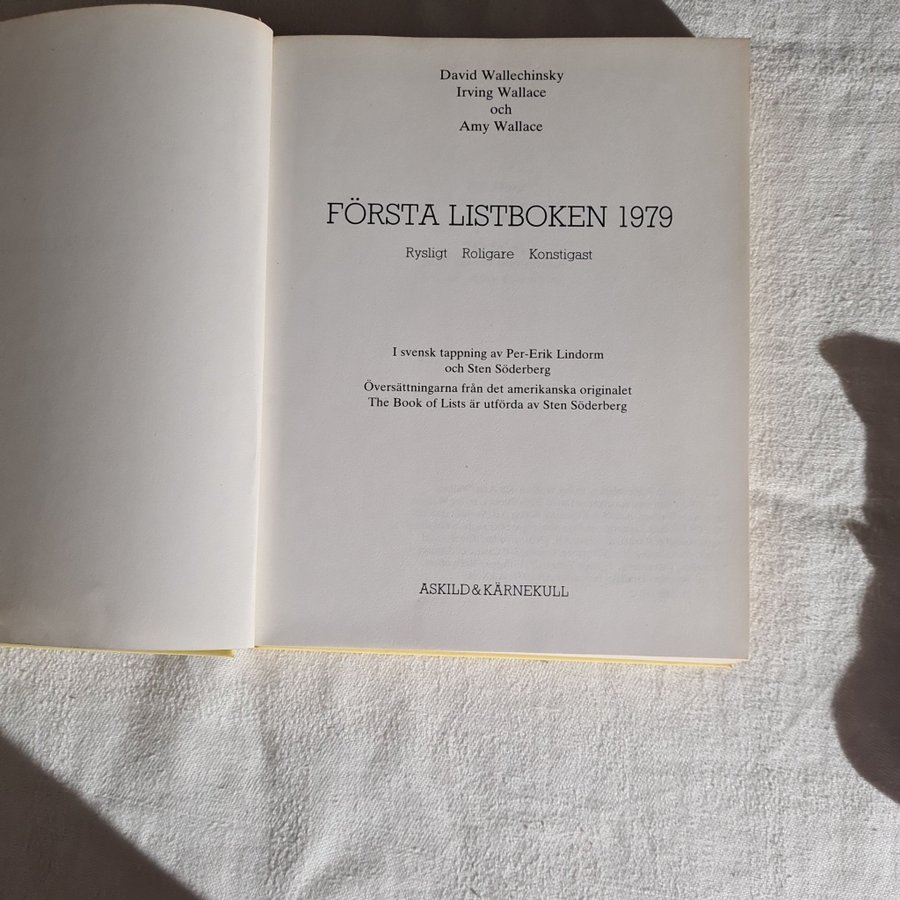 David Wallechinsky
Irving Wallace
och
Amy Wallace
FÖRSTA LISTBOKEN 1979
Rysligt Roligare Konstigast
I svensk tappning av Per-Erik Lindorm
och Sten Söderberg
Översättningarna från det amerikanska originalet
The Book of Lists är utförda av Sten Söderberg
ASKILD & KÄRNEKULL